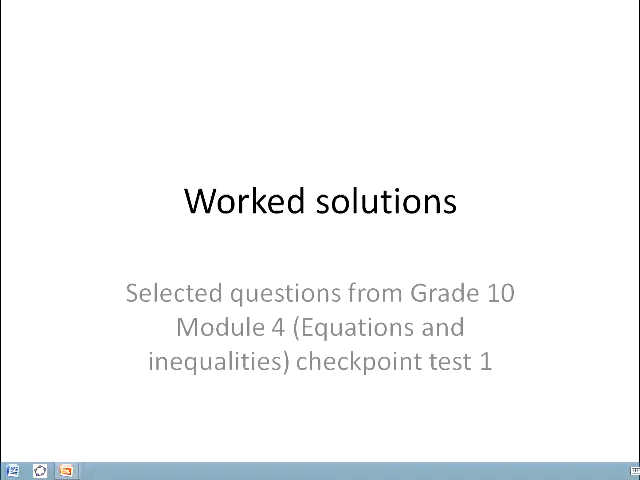 Worked solutions
Selected questions from Grade 10
Module 4 (Equations and
inequalities) checkpoint test 1